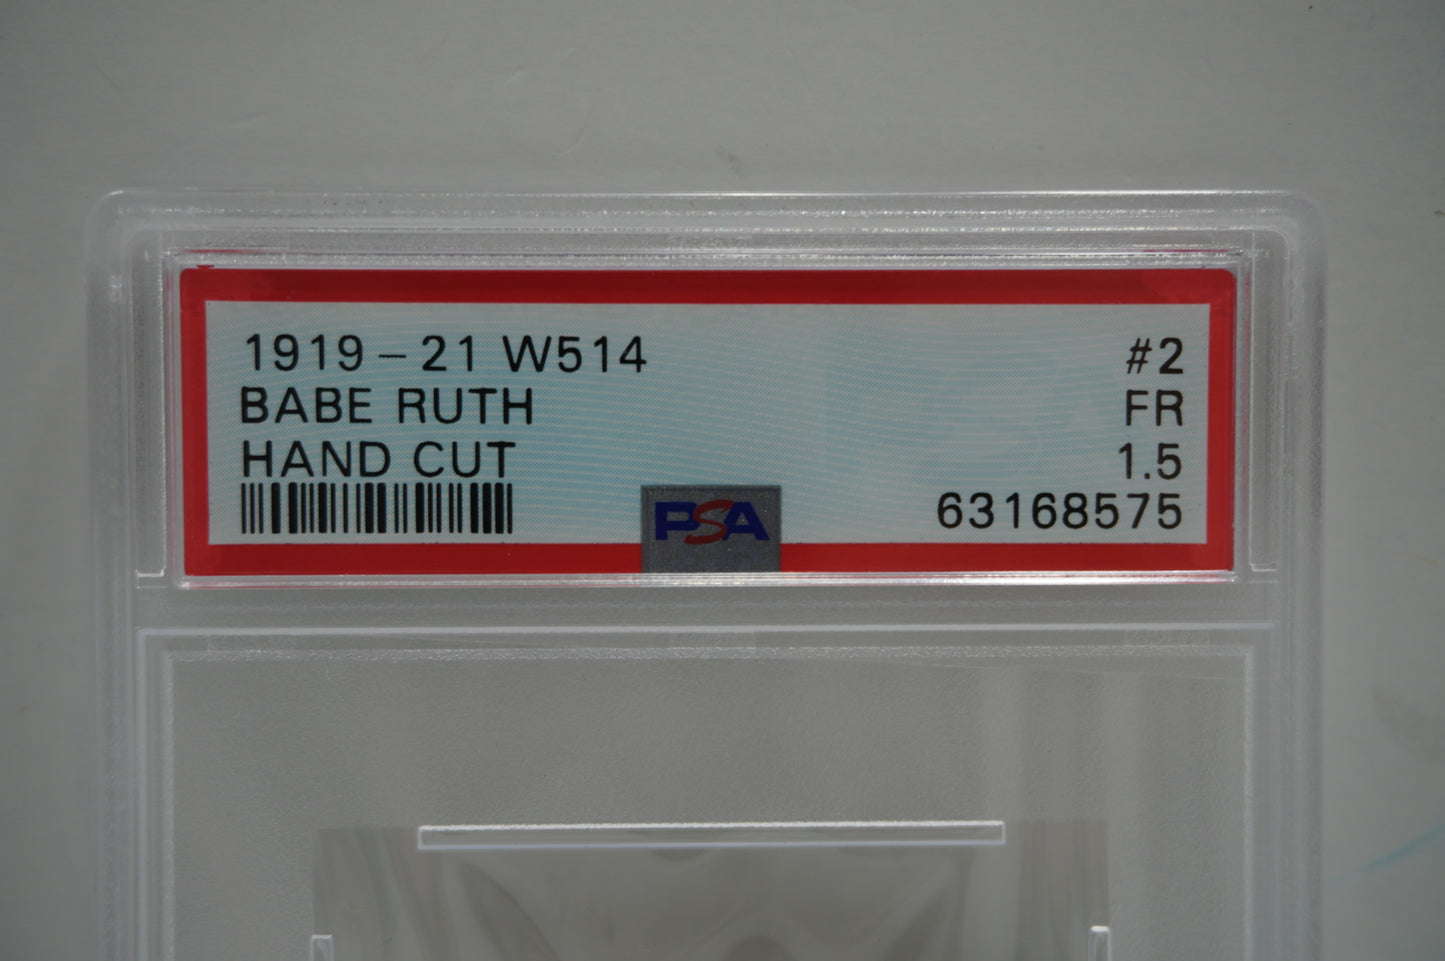 1919 - 21 W514 #2
BABE RUTH FR
HAND CUT 1.5
PSA 63168575